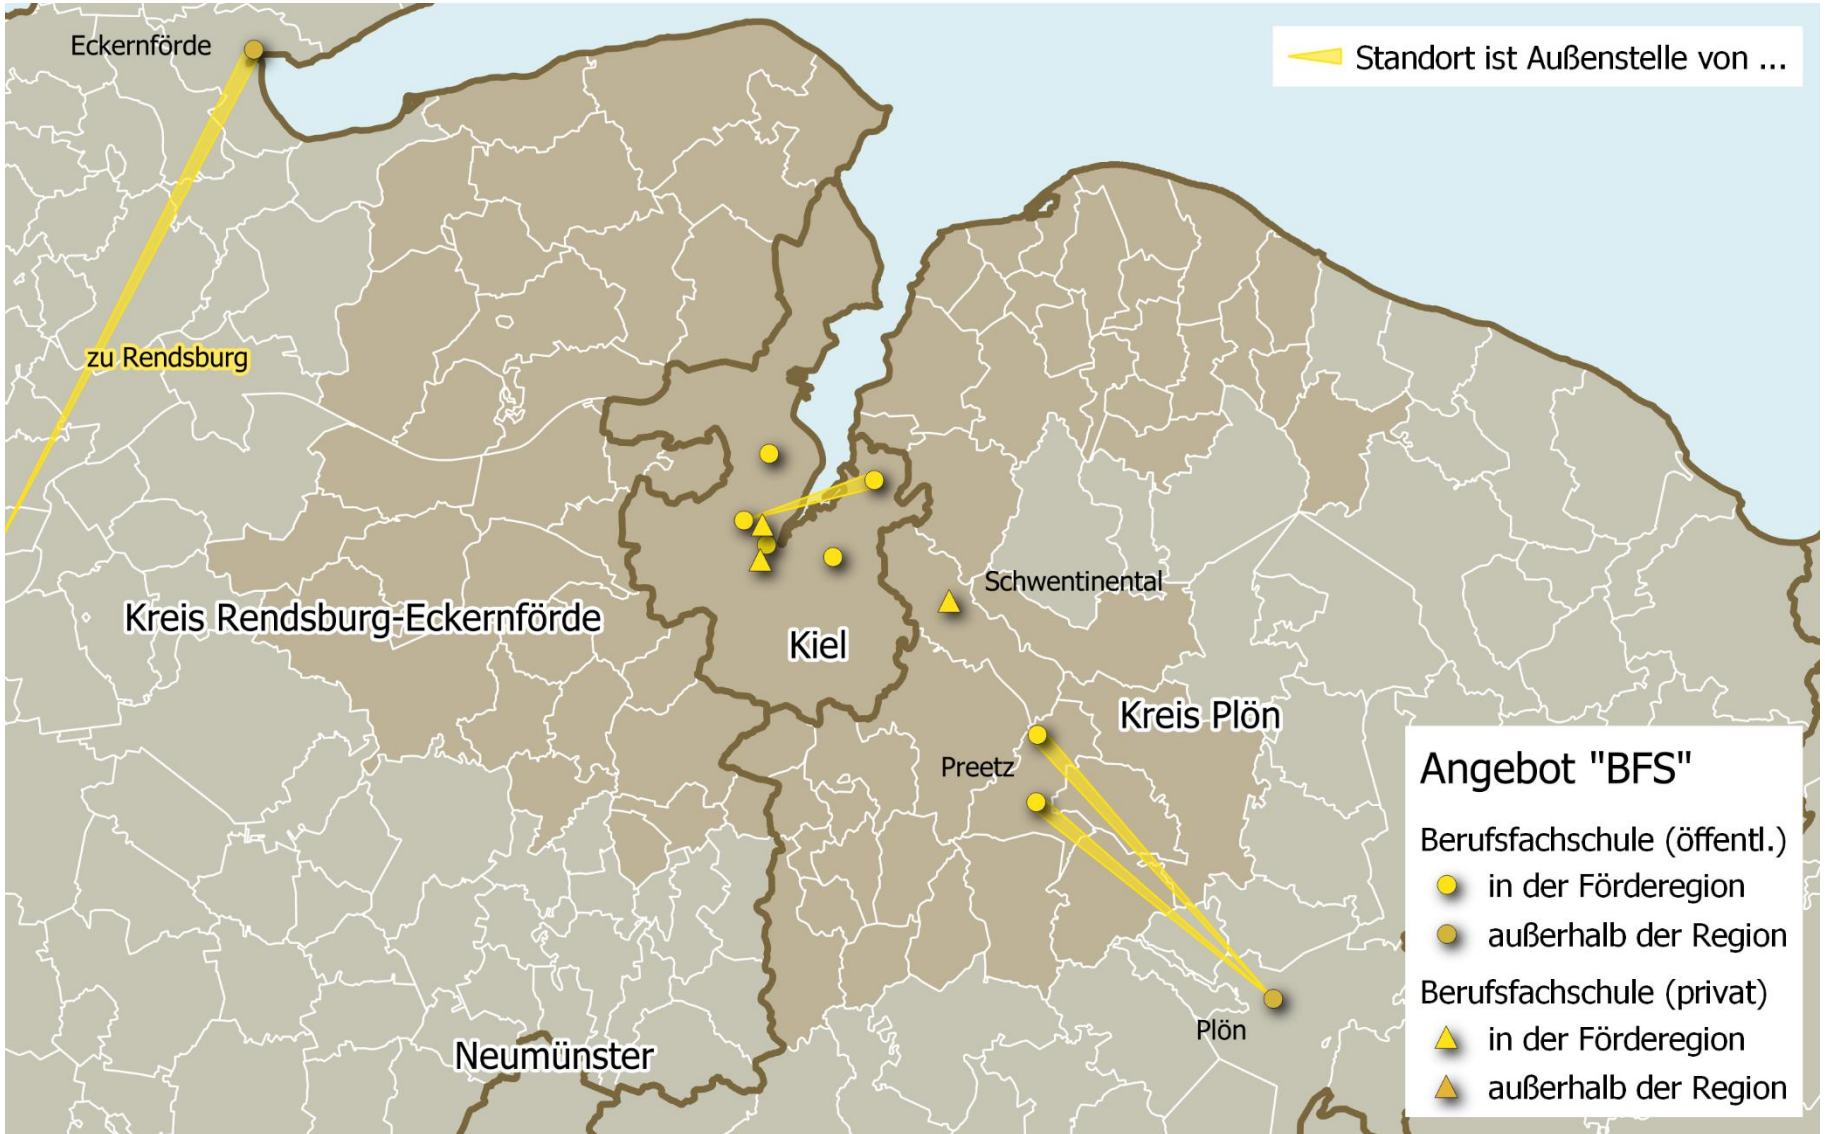 Eckernförde
Standort ist Außenstelle von ...
zu Rendsburg
Schwentinental
Kreis Rendsburg-Eckernförde
Kiel
Kreis Plön
Preetz
Angebot "BFS"
Berufsfachschule (öffentl.)
in der Förderegion
außerhalb der Region
Berufsfachschule (privat)
in der Förderegion
außerhalb der Region
Plön
Neumünster